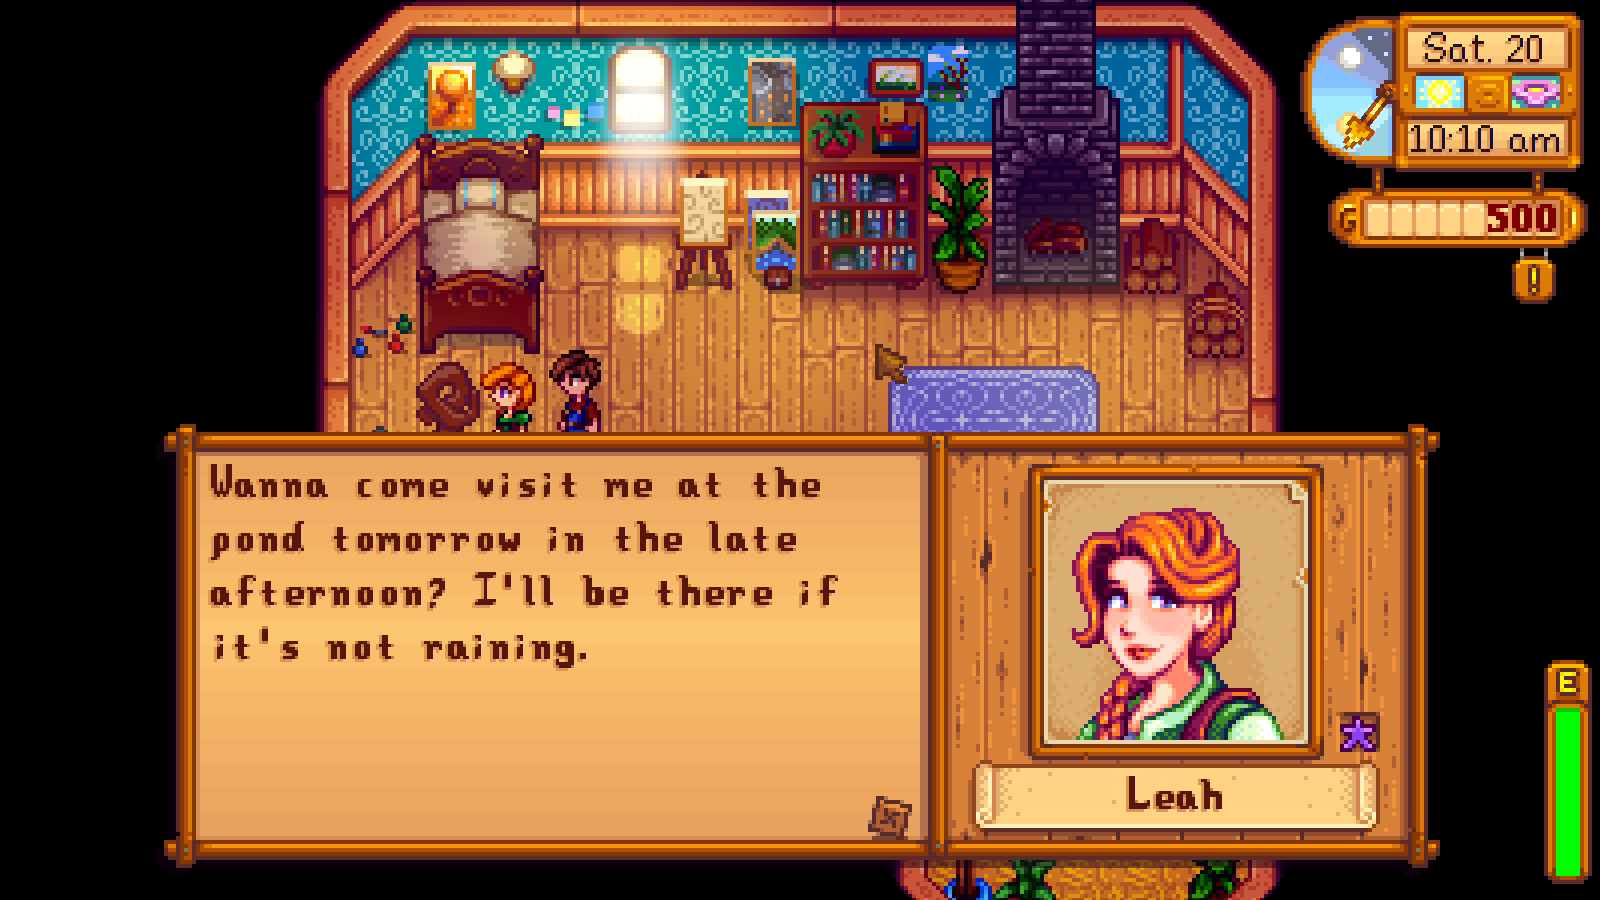 Sat. 20
10:10 am
G 500
!
Wanna come visit me at the
pond tomorrow in the late
afternoon? I'll be there if
it's not raining.
Leah
E